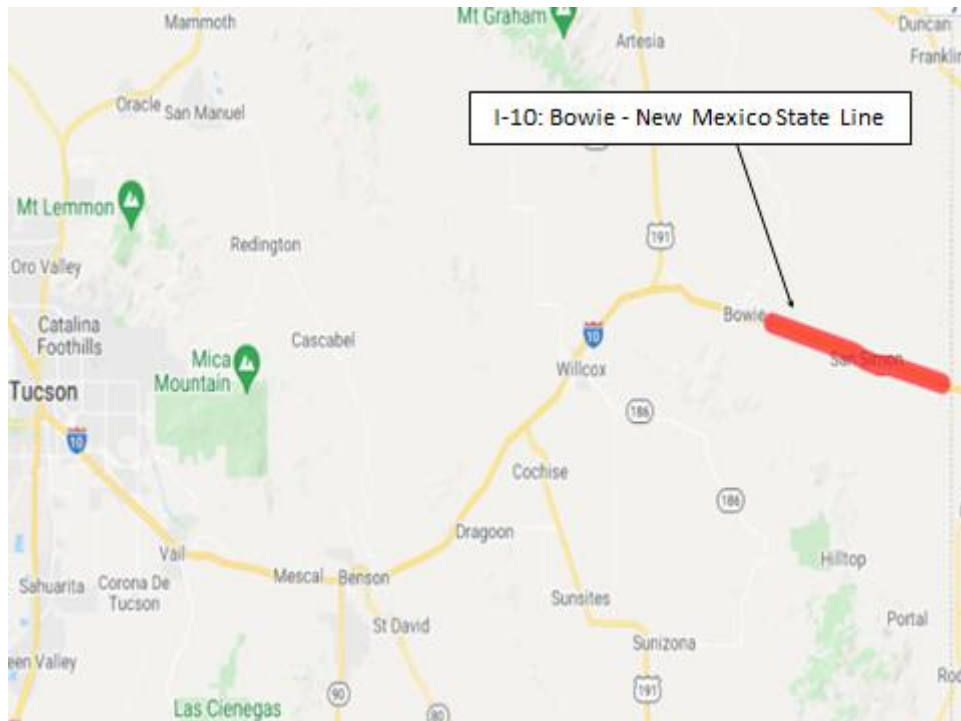 Mammoth
Mt Graham
Artesia
Duncan
Franklin
Oracle
San Manuel
I-10: Bowie - New Mexico State Line
Mt Lemmon
191
Redington
Oro Valley
Catalina
Foothills
Cascabel
Bowie
10
San Simon
Mica
Mountain
Willcox
Tucson
186
10
Cochise
186
Dragoon
Vail
Hilltop
Mescal
Benson
Sahuarita
Corona De
Tucson
Sunsites
Portal
St David
Sunizona
een Valley
Roc
90
191
Las Cienegas
80